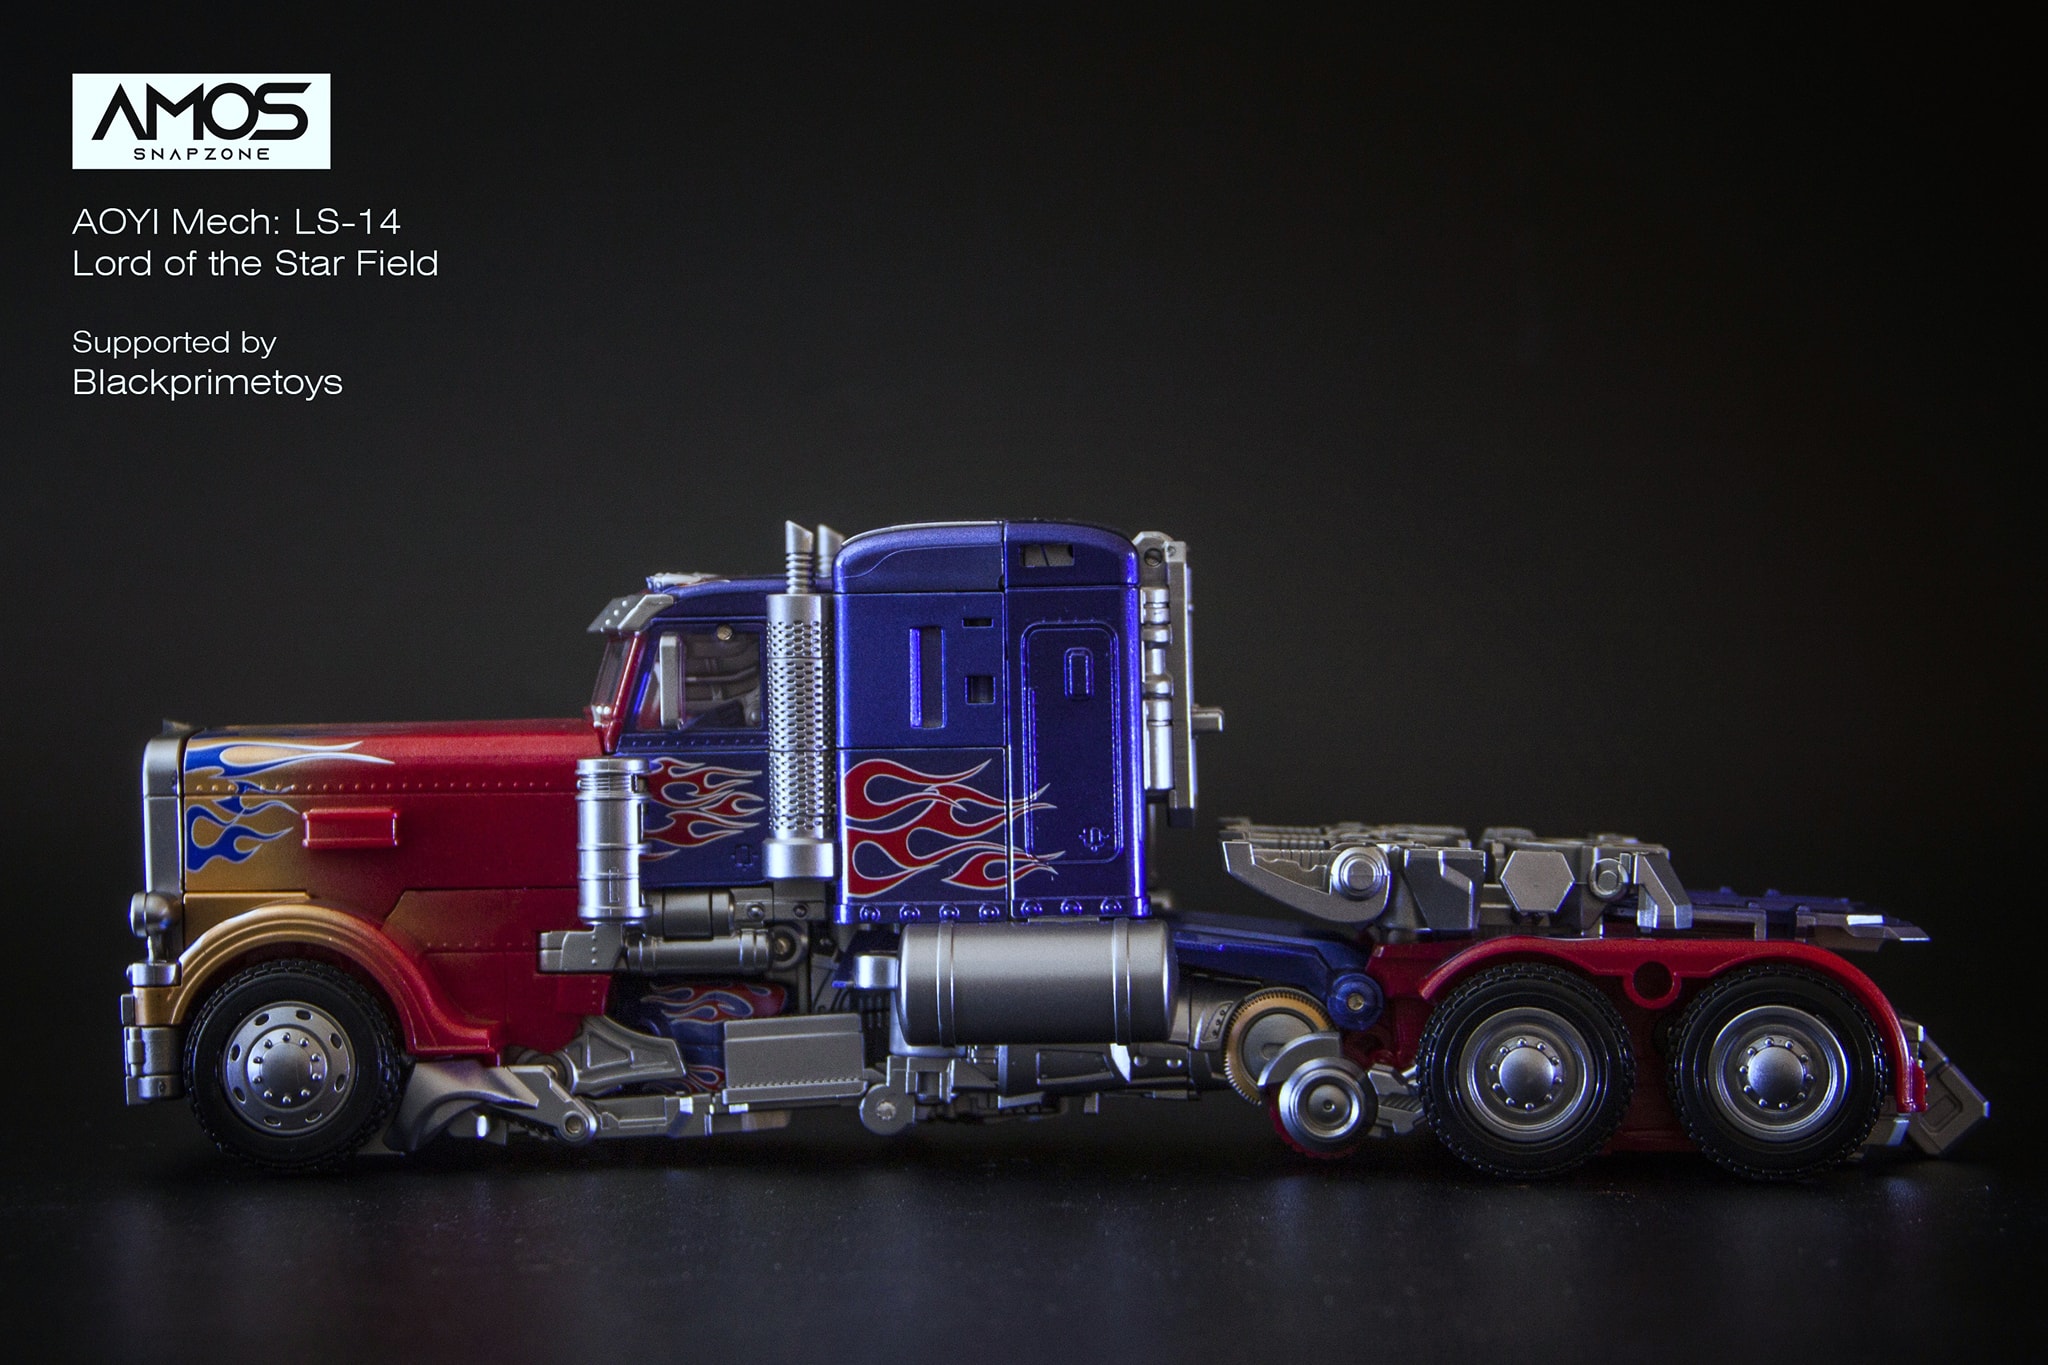 AMOS
SNAPZONE
AOYI Mech: LS-14
Lord of the Star Field
Supported by
Blackprimetoys